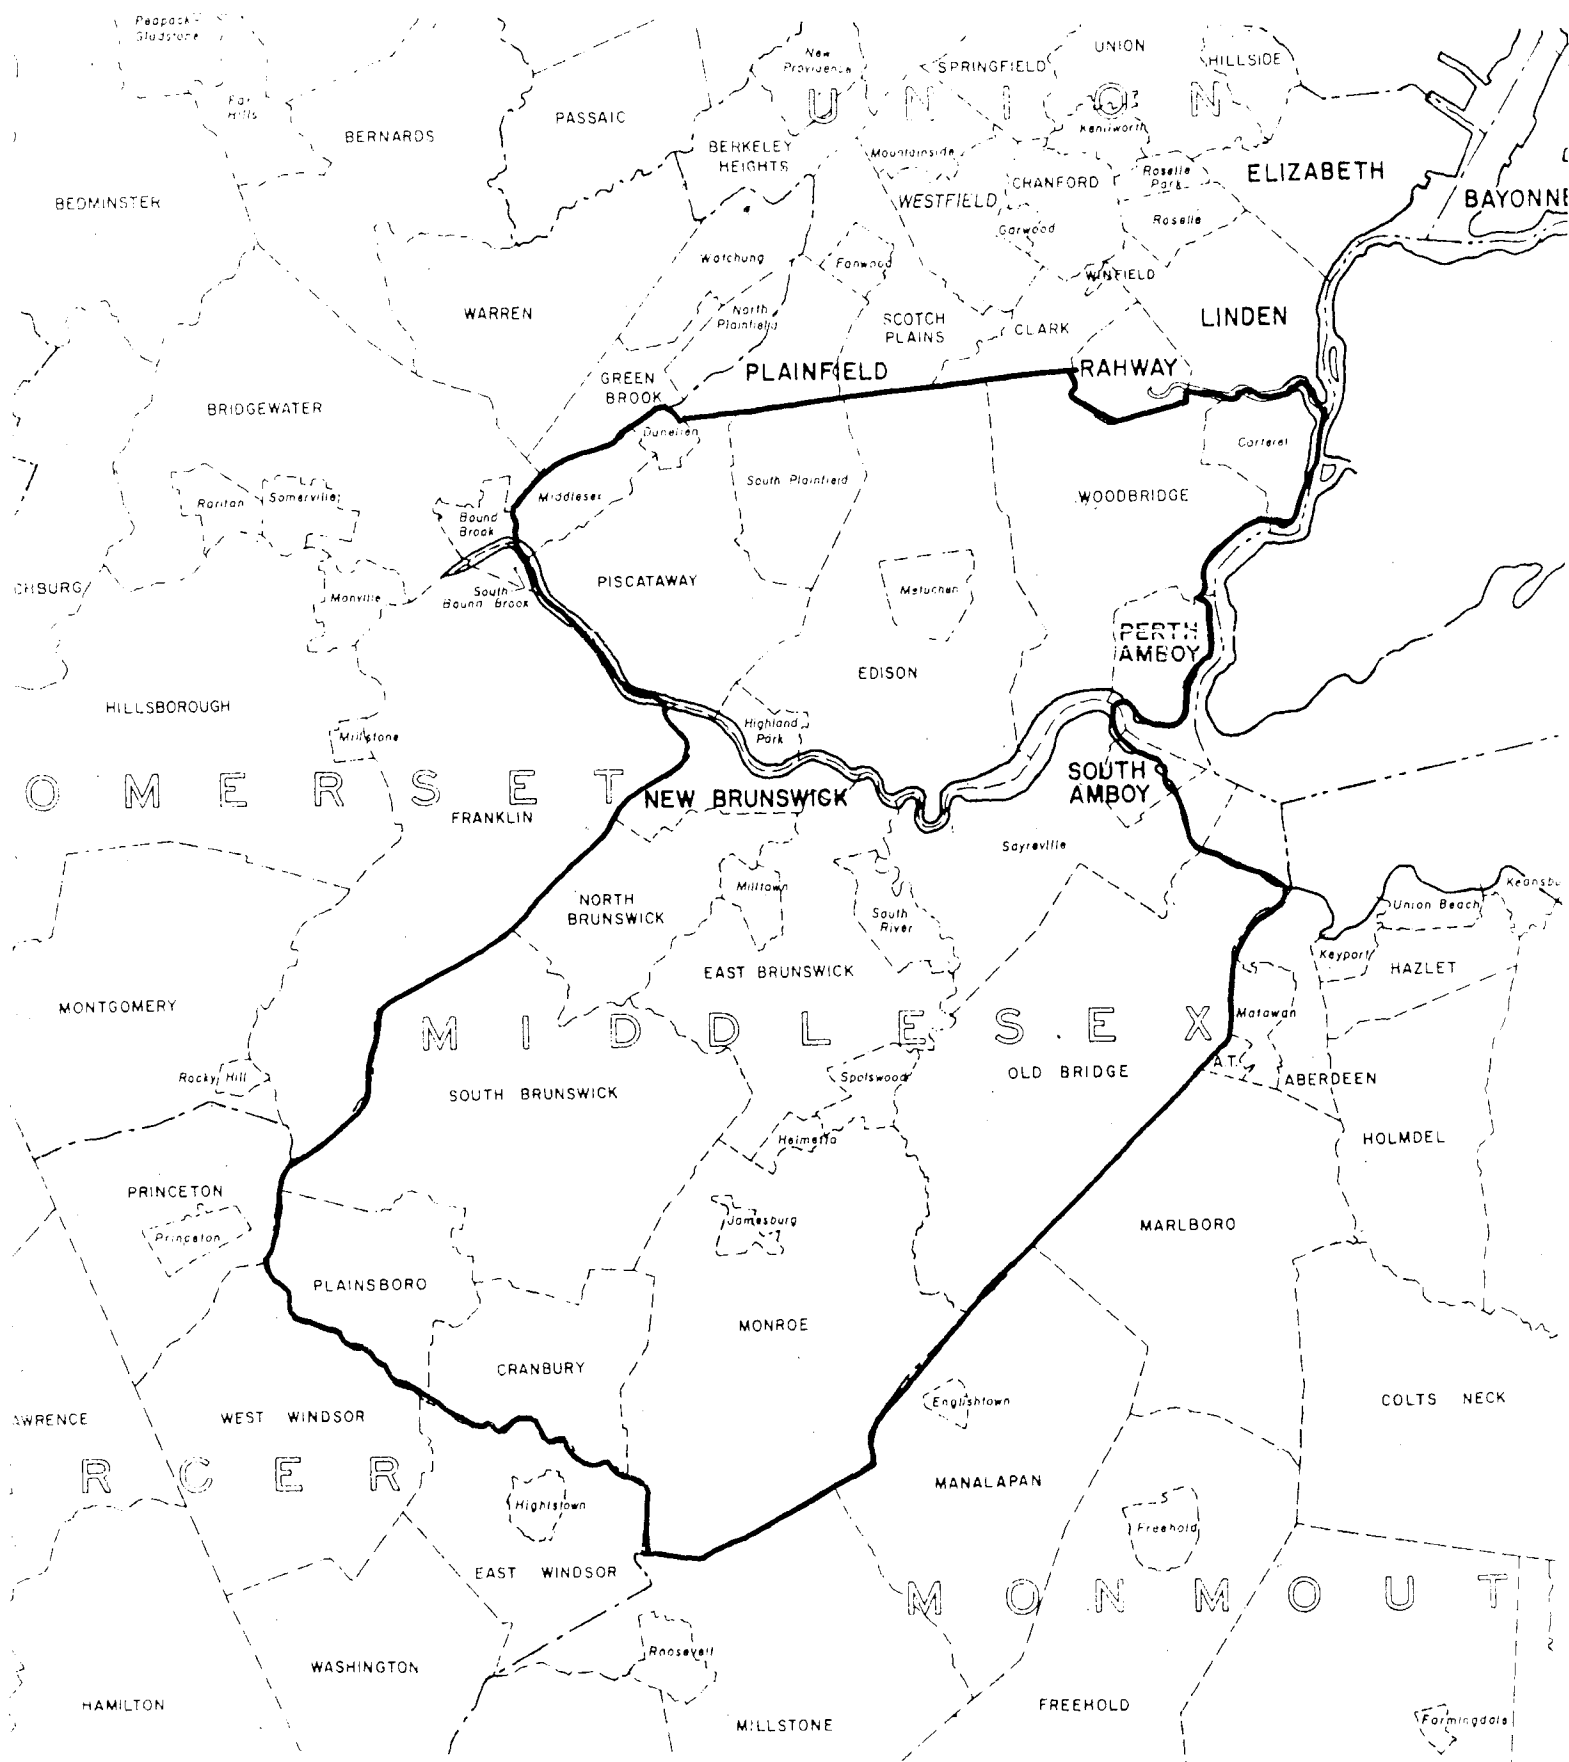 Peapack-
Gladstone
Far
Hills
BERNARDS
PASSAIC
New
Providence
SPRINGFIELD
UNION
HILLSIDE
U N I O N
Kenilworth
BERKELEY
HEIGHTS
Mountainside
WESTFIELD
CRANFORD
Roselle
Park
ELIZABETH
BAYONNE
BEDMINSTER
Garwood
Roselle
Watchung
Fanwood
WINFIELD
WARREN
North
Plainfield
SCOTCH
PLAINS
CLARK
LINDEN
GREEN
BROOK
PLAINFIELD
RAHWAY
BRIDGEWATER
Dunellen
Carteret
Raritan
Somerville
Bound
Brook
Middlesex
South Plainfield
WOODBRIDGE
CHBURG
Manville
South
Bound Brook
PISCATAWAY
Metuchen
PERTH
AMBOY
EDISON
HILLSBOROUGH
Millstone
Highland
Park
O M E R S E T
FRANKLIN
NEW BRUNSWICK
SOUTH
AMBOY
Sayreville
NORTH
BRUNSWICK
Milltown
South
River
Union Beach
Keansbu
Keyport
HAZLET
EAST BRUNSWICK
MONTGOMERY
M I D D L E S E X
Matawan
Rocky Hill
SOUTH BRUNSWICK
Spotswood
OLD BRIDGE
A.T.
ABERDEEN
Helmetta
HOLMDEL
PRINCETON
Princeton
Jamesburg
MARLBORO
PLAINSBORO
MONROE
CRANBURY
Englishtown
COLTS NECK
AWRENCE
WEST WINDSOR
R C E R
Hightstown
MANALAPAN
Freehold
EAST WINDSOR
M O N M O U T
Roosevelt
WASHINGTON
HAMILTON
MILLSTONE
FREEHOLD
Farmingdale